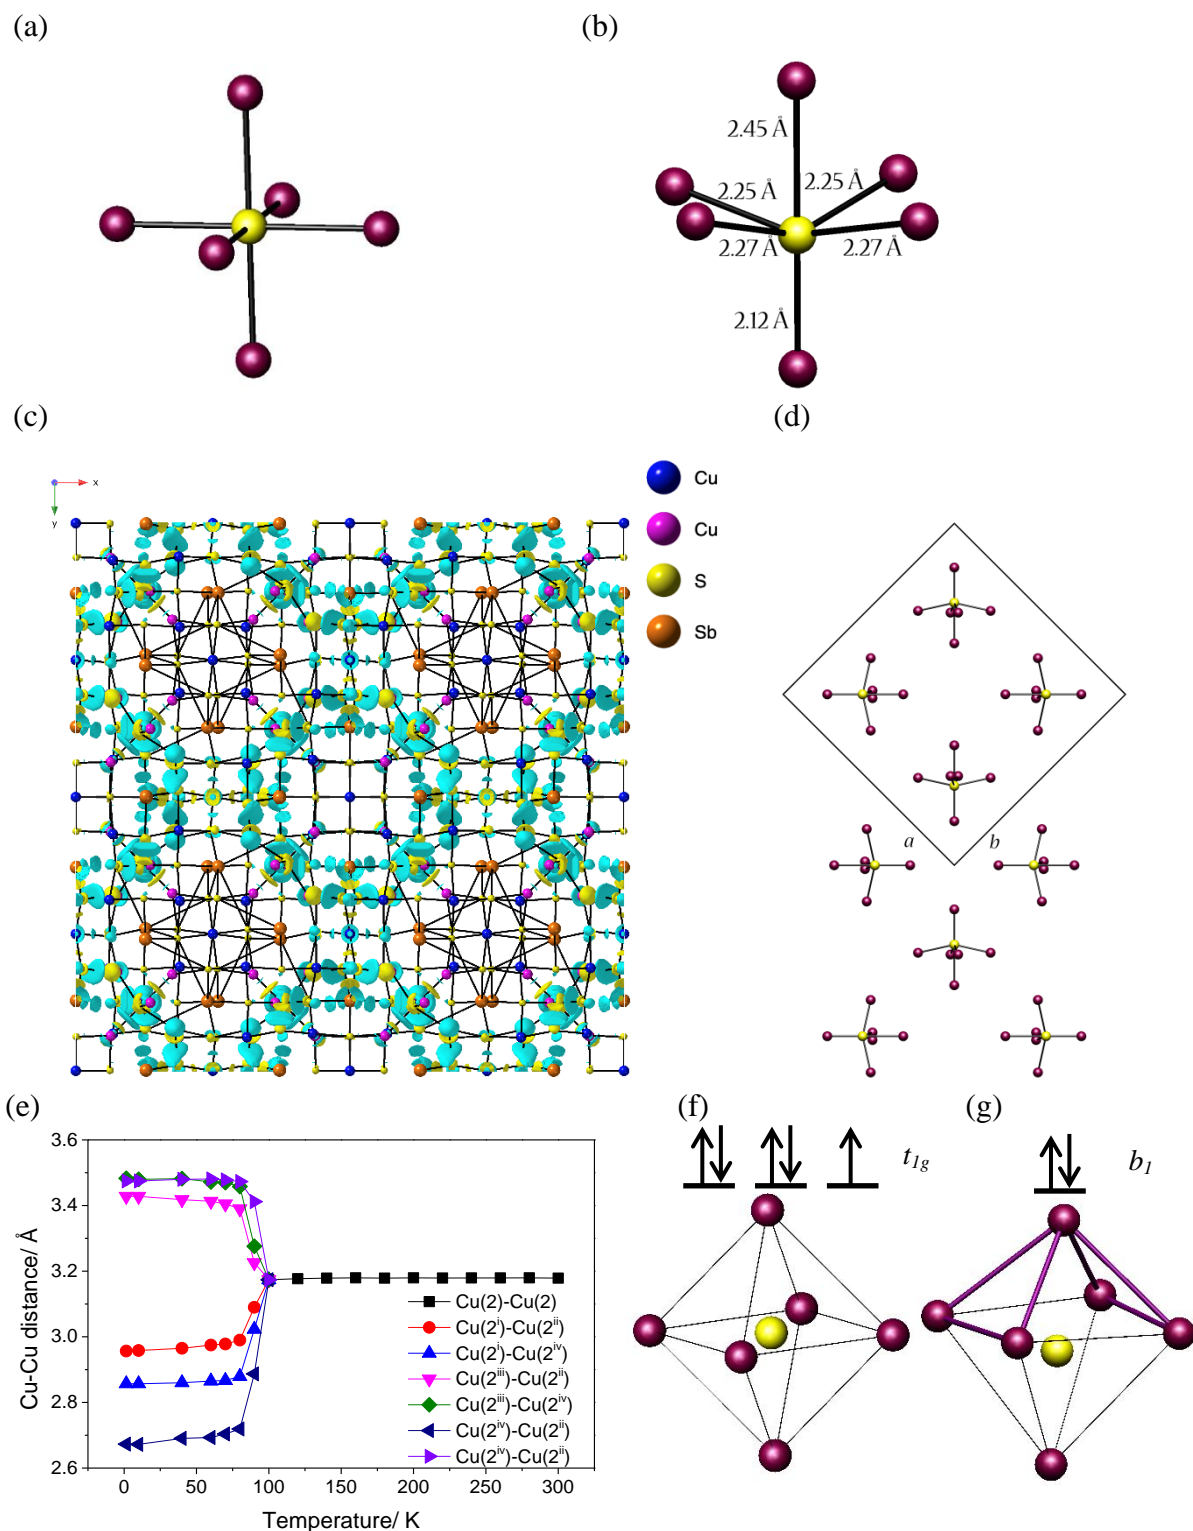 (a)
(b)
2.45 Å
2.25 Å
2.25 Å
2.27 Å
2.27 Å
2.12 Å
(c)
(d)
x
y
Cu
Cu
S
Sb
a
b
(e)
(f)
(g)
3.6
3.4
3.2
3.0
2.8
2.6
Cu-Cu distance/ Å
Cu(2)-Cu(2)
Cu(2ⁱ)-Cu(2ⁱⁱ)
Cu(2ⁱ)-Cu(2ⁱᵛ)
Cu(2ⁱⁱⁱ)-Cu(2ⁱⁱ)
Cu(2ⁱⁱⁱ)-Cu(2ⁱᵛ)
Cu(2ⁱᵛ)-Cu(2ⁱⁱ)
Cu(2ⁱᵛ)-Cu(2ⁱⁱ)
0 50 100 150 200 250 300
Temperature/ K
t1g
b1